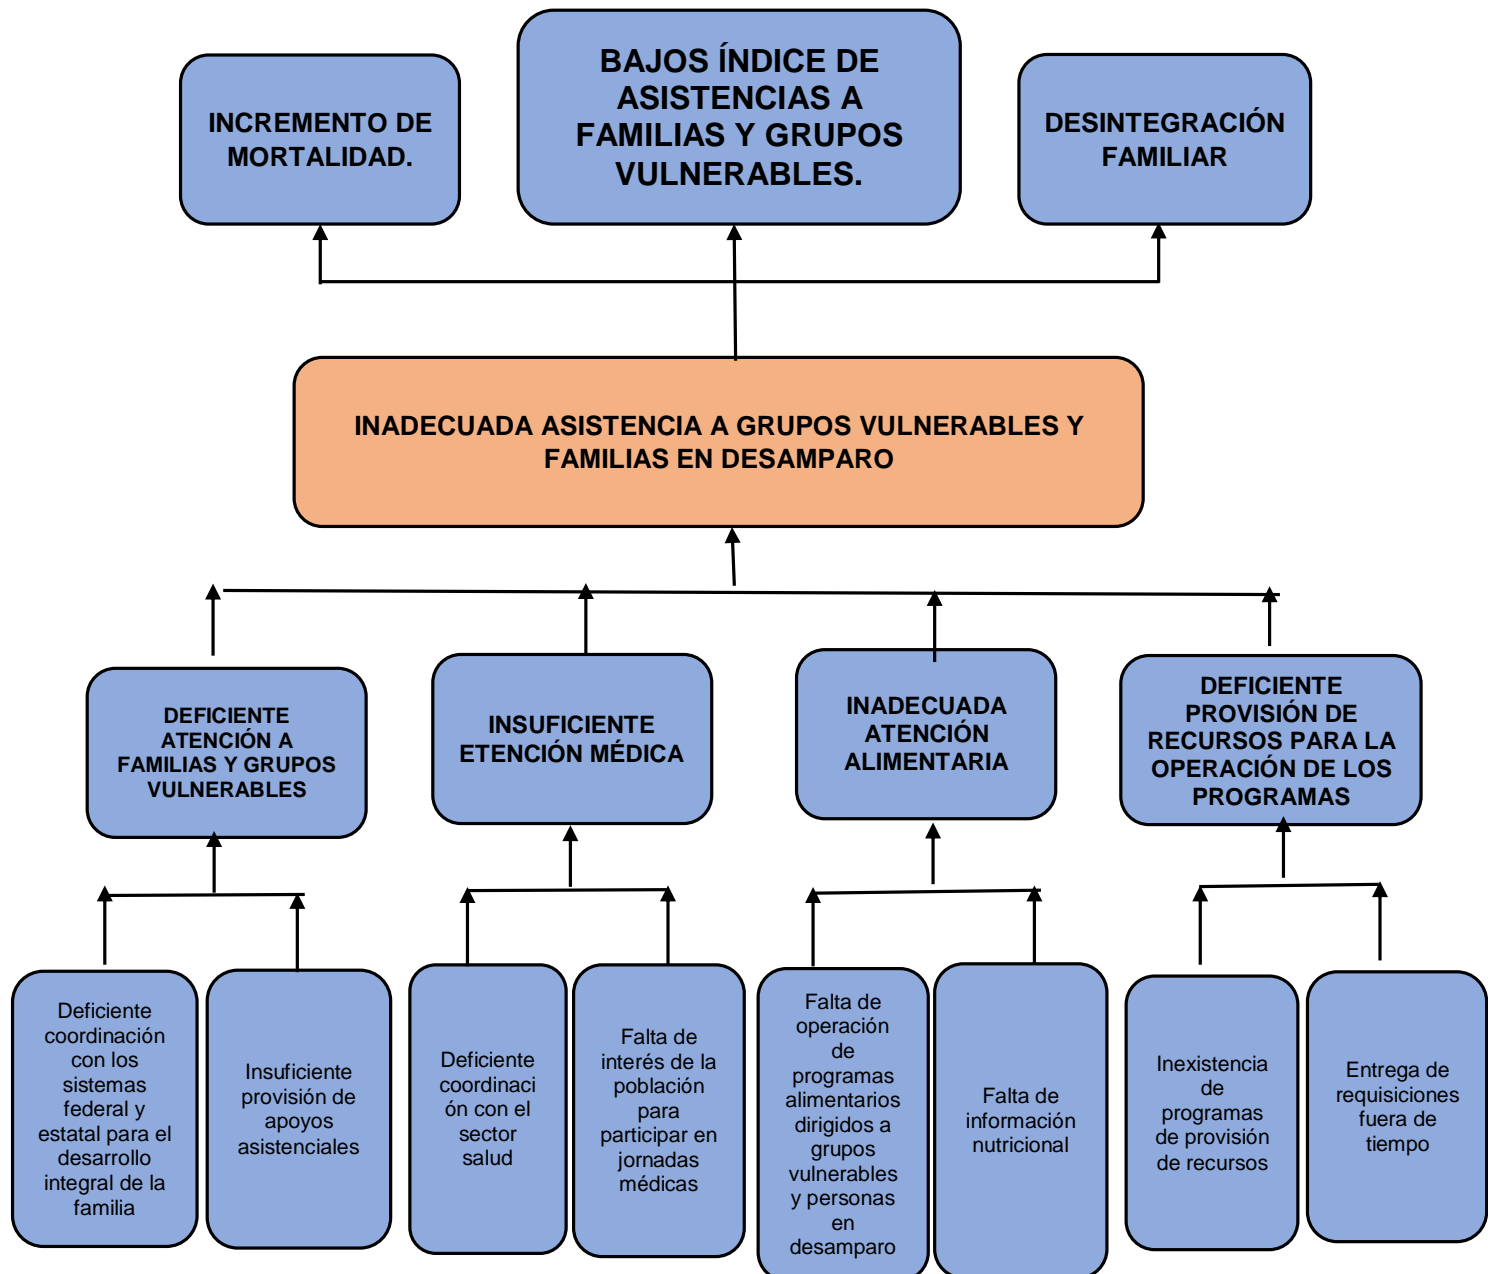 INCREMENTO DE
MORTALIDAD.
BAJOS ÍNDICE DE
ASISTENCIAS A
FAMILIAS Y GRUPOS
VULNERABLES.
DESINTEGRACIÓN
FAMILIAR
INADECUADA ASISTENCIA A GRUPOS VULNERABLES Y
FAMILIAS EN DESAMPARO
DEFICIENTE
ATENCIÓN A
FAMILIAS Y GRUPOS
VULNERABLES
INSUFICIENTE
ETENCIÓN MÉDICA
INADECUADA
ATENCIÓN
ALIMENTARIA
DEFICIENTE
PROVISIÓN DE
RECURSOS PARA LA
OPERACIÓN DE LOS
PROGRAMAS
Deficiente
coordinación
con los
sistemas
federal y
estatal para el
desarrollo
integral de la
familia
Insuficiente
provisión de
apoyos
asistenciales
Deficiente
coordinaci
ón con el
sector
salud
Falta de
interés de la
población
para
participar en
jornadas
médicas
Falta de
operación
de
programas
alimentarios
dirigidos a
grupos
vulnerables
y personas
en
desamparo
Falta de
información
nutricional
Inexistencia
de
programas
de provisión
de recursos
Entrega de
requisiciones
fuera de
tiempo